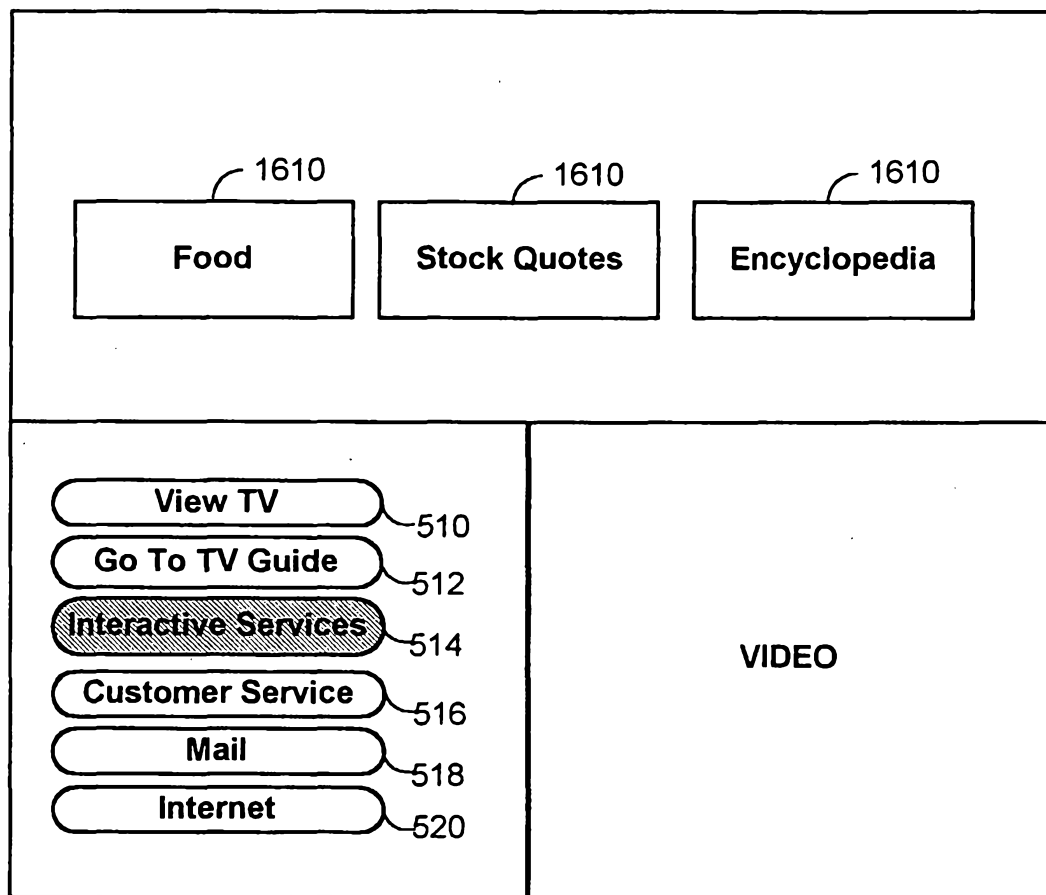 1610 1610 1610
Food Stock Quotes Encyclopedia
View TV
510
Go To TV Guide
512
Interactive Services
514
Customer Service
516
Mail
518
Internet
520
VIDEO